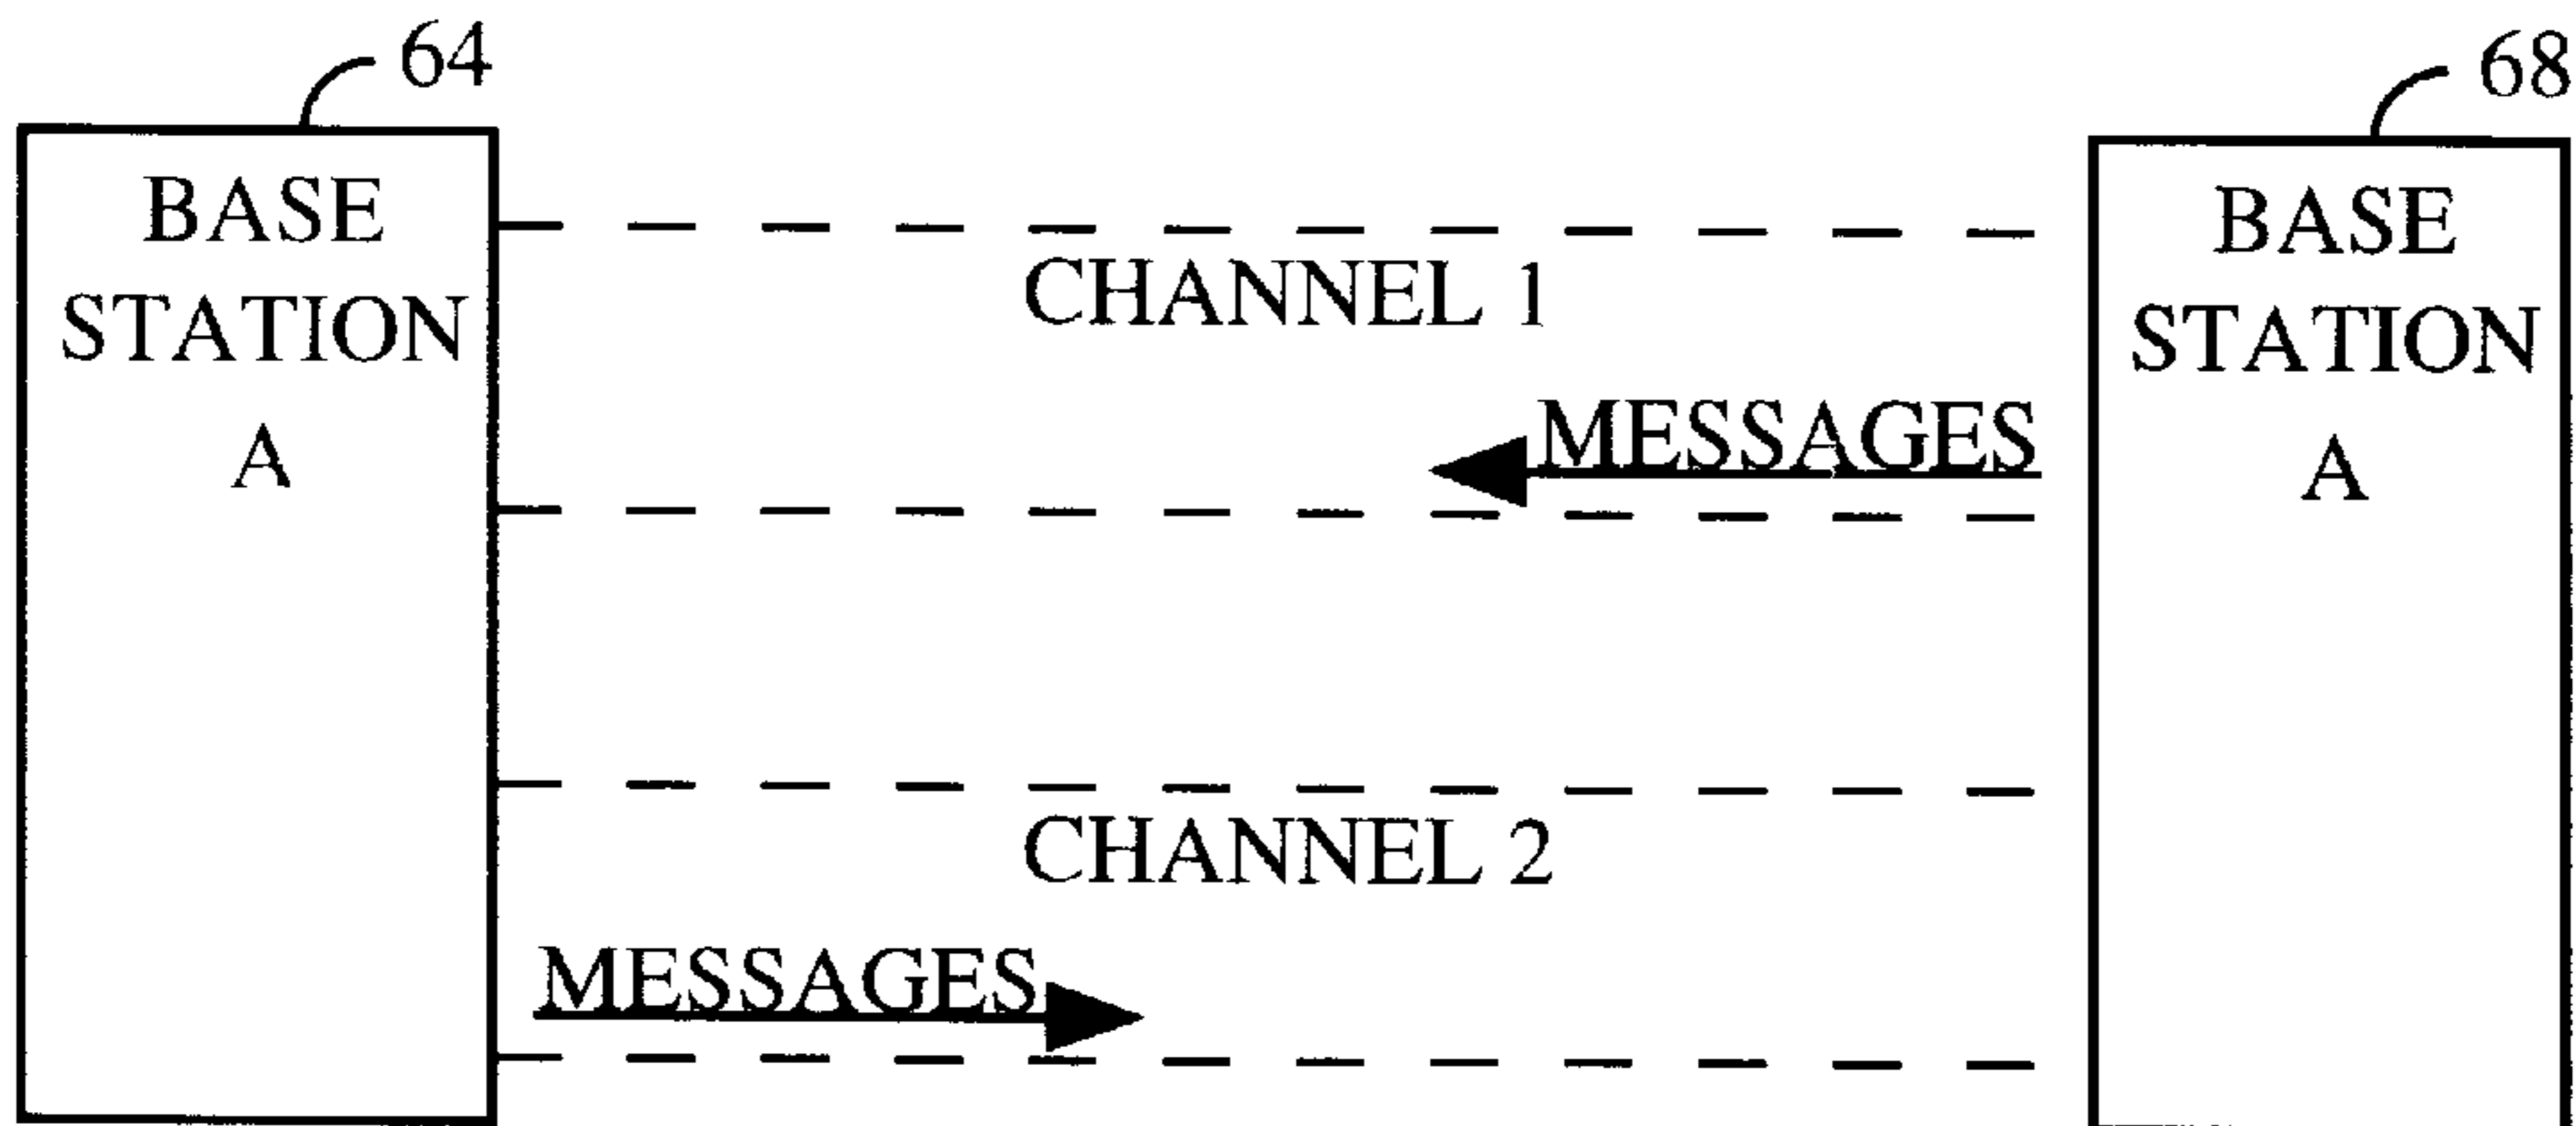 64
68
BASE
STATION
A
CHANNEL 1
MESSAGES
BASE
STATION
A
CHANNEL 2
MESSAGES